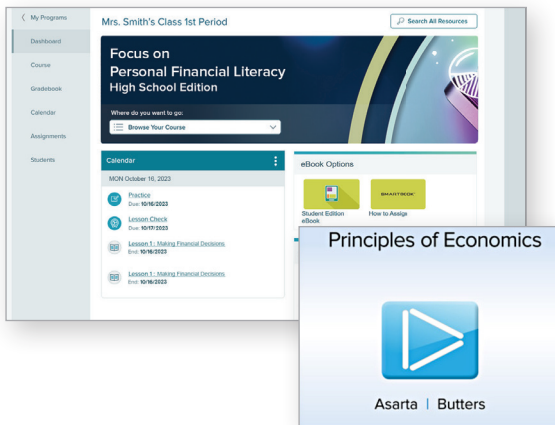 My Programs
Mrs. Smith's Class 1st Period
Search All Resources
Dashboard
Course
Gradebook
Calendar
Assignments
Students
Focus on
Personal Financial Literacy
High School Edition
Where do you want to go:
Browse Your Course
Calendar
MON October 16, 2023
Practice
Due: 10/16/2023
Lesson Check
Due: 10/17/2023
Lesson 1: Making Financial Decisions
End: 10/16/2023
Lesson 1: Making Financial Decisions
End: 10/16/2023
eBook Options
Student Edition
eBook
SMARTBOOK
How to Assign
Principles of Economics
Asarta | Butters